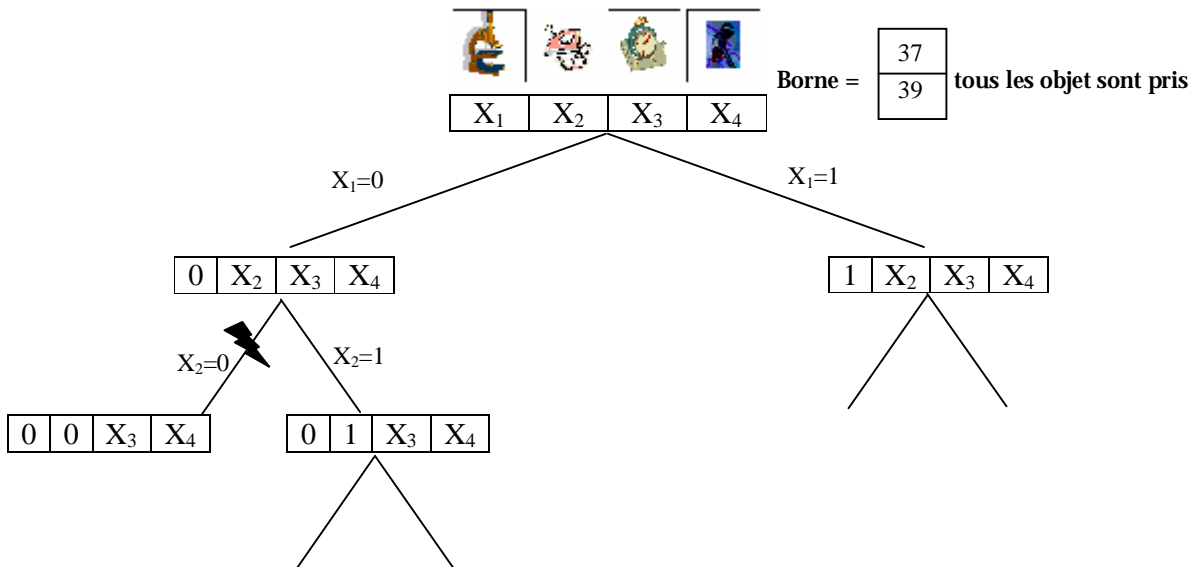 37
Borne = tous les objet sont pris
39
X₁ X₂ X₃ X₄
X₁=0 X₁=1
0 X₂ X₃ X₄ 1 X₂ X₃ X₄
X₂=0 X₂=1
0 0 X₃ X₄ 0 1 X₃ X₄